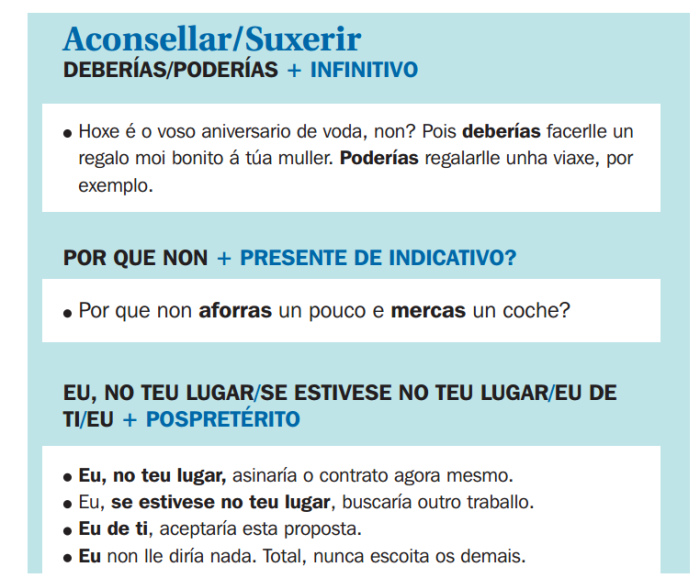 Aconsellar/Suxerir
DEBERÍAS/PODERÍAS + INFINITIVO
• Hoxe é o voso aniversario de voda, non? Pois deberías facerlle un
regalo moi bonito á túa muller. Poderías regalarlle unha viaxe, por
exemplo.
POR QUE NON + PRESENTE DE INDICATIVO?
• Por que non aforras un pouco e mercas un coche?
EU, NO TEU LUGAR/SE ESTIVESE NO TEU LUGAR/EU DE
TI/EU + POSPRETÉRITO
• Eu, no teu lugar, asinaría o contrato agora mesmo.
• Eu, se estivese no teu lugar, buscaría outro traballo.
• Eu de ti, aceptaría esta proposta.
• Eu non lle diría nada. Total, nunca escoita os demais.